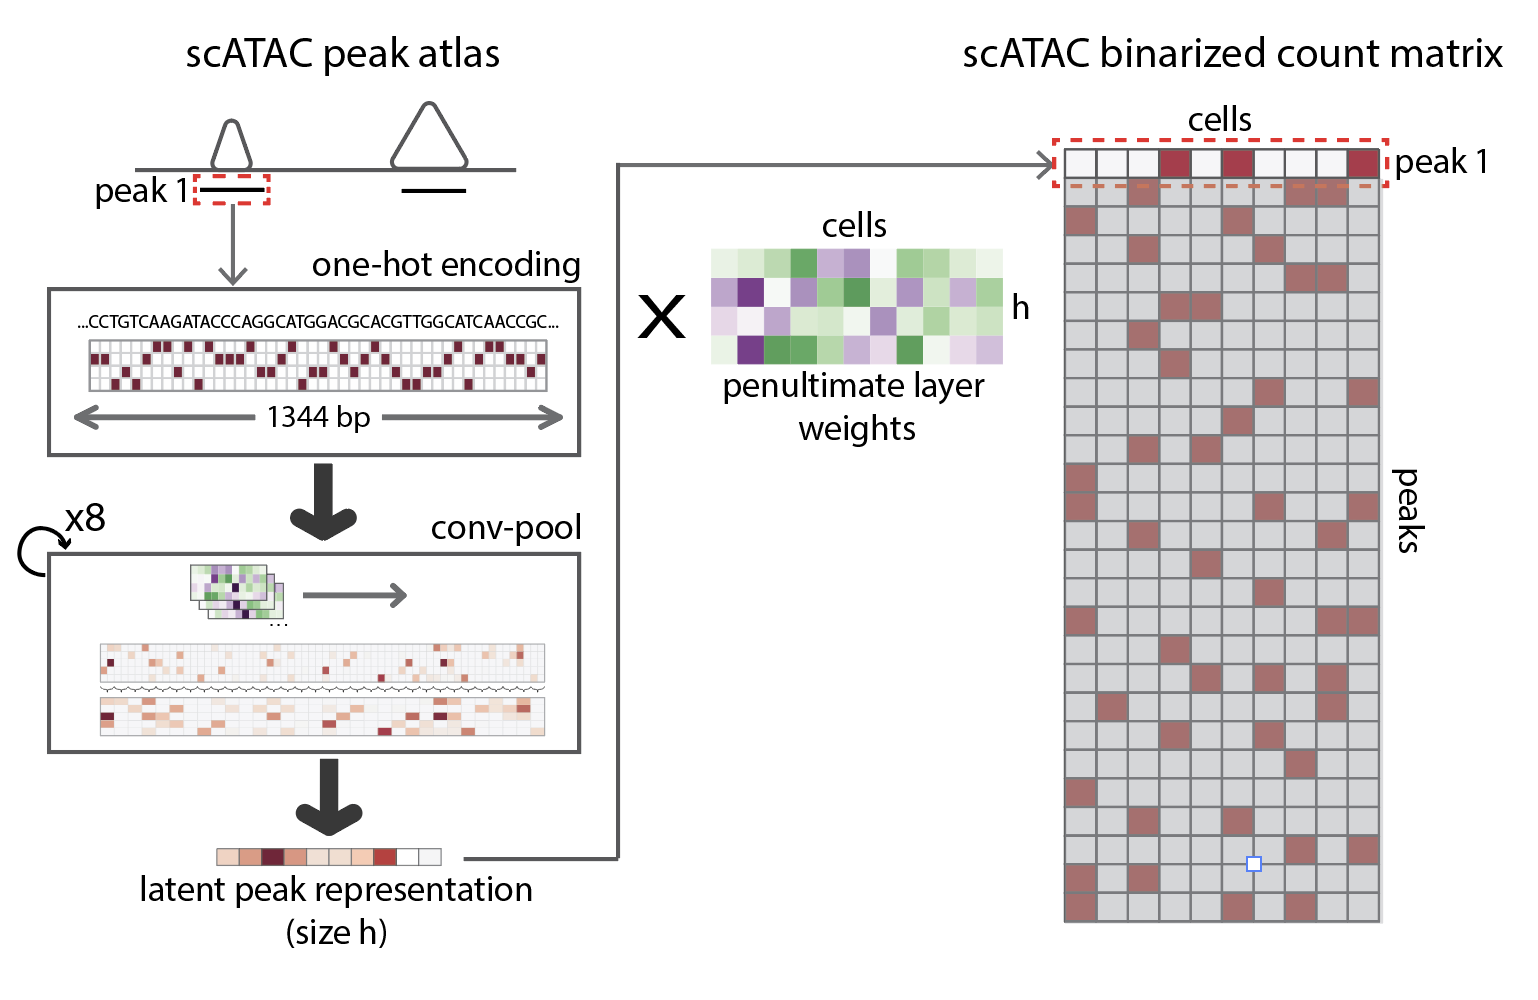 scATAC peak atlas
scATAC binarized count matrix
cells
peak 1
peak 1
one-hot encoding
...CCTGTCAAGATACCCAGGCATGGACGCACGTTGGCATCAACCGC...
1344 bp
x8
conv-pool
...
latent peak representation
(size h)
X
cells
h
penultimate layer
weights
peaks